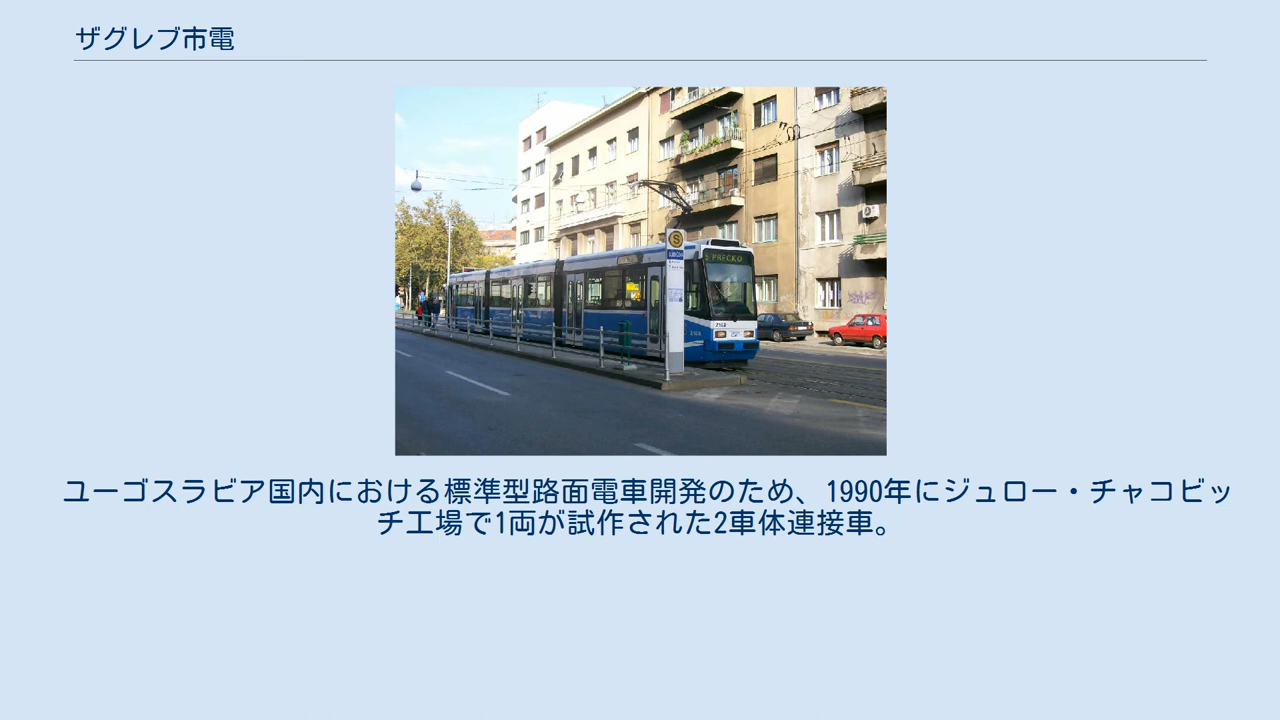 ザグレブ市電
S
5 PREČKO
ユーゴスラビア国内における標準型路面電車開発のため、1990年にジュロー・チャコビッ
チ工場で1両が試作された2車体連接車。